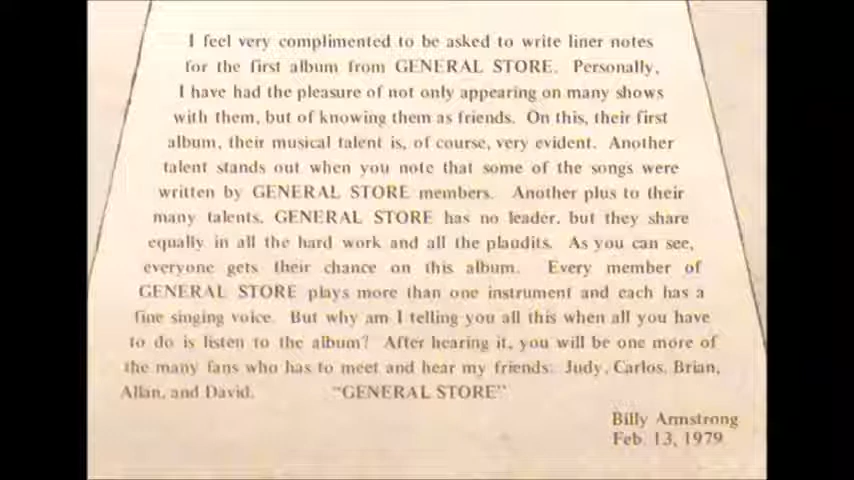 I feel very complimented to be asked to write liner notes
for the first album from GENERAL STORE. Personally,
I have had the pleasure of not only appearing on many shows
with them, but of knowing them as friends. On this, their first
album, their musical talent is, of course, very evident. Another
talent stands out when you note that some of the songs were
written by GENERAL STORE members. Another plus to their
many talents, GENERAL STORE has no leader, but they share
equally in all the hard work and all the plaudits. As you can see,
everyone gets their chance on this album. Every member of
GENERAL STORE plays more than one instrument and each has a
fine singing voice. But why am I telling you all this when all you have
to do is listen to the album? After hearing it, you will be one more of
the many fans who has to meet and hear my friends: Judy, Carlos, Brian,
Allan, and David. "GENERAL STORE"
Billy Armstrong
Feb. 13, 1979